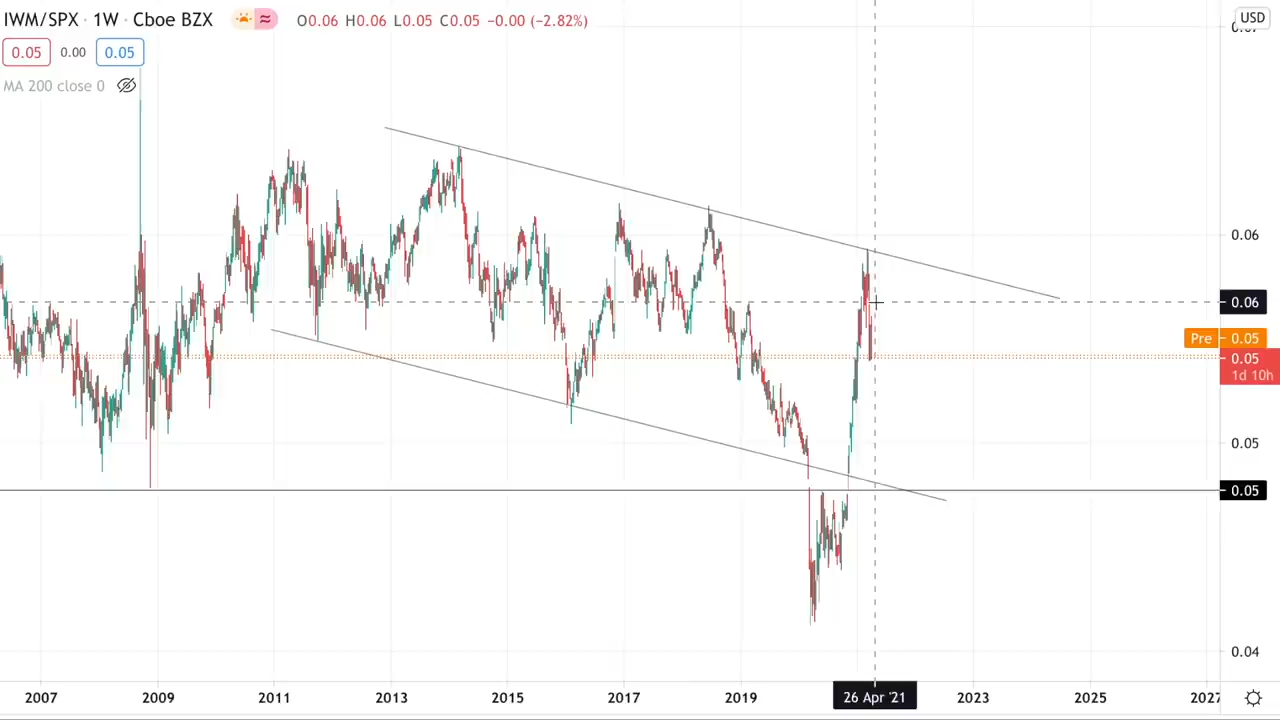 IWM/SPX · 1W · Cboe BZX ≈ O0.06 H0.06 L0.05 C0.05 −0.00 (−2.82%)
USD
0.05 0.00 0.05
MA 200 close 0
0.06
0.06
Pre 0.05
0.05
1d 10h
0.05
0.05
0.04
2007 2009 2011 2013 2015 2017 2019 26 Apr '21 2023 2025 2027